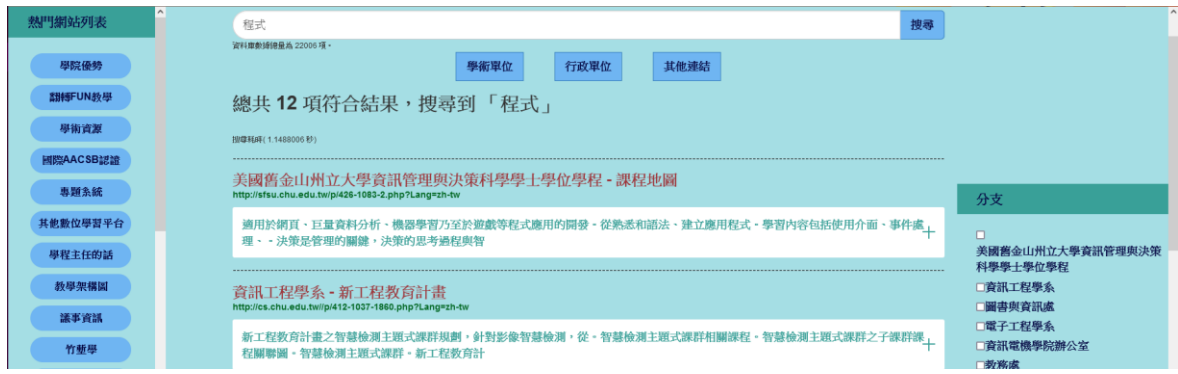 熱門網站列表
學院優勢
翻轉FUN教學
學術資源
國際AACSB認證
專題系統
其他數位學習平台
學程主任的話
教學架構圖
議事資訊
竹塹學
程式
搜尋
資料庫數據總量為 22006 項。
學術單位
行政單位
其他連結
總共 12 項符合結果，搜尋到「程式」
搜尋耗時( 1.1488006 秒)
美國舊金山州立大學資訊管理與決策科學學士學位學程 - 課程地圖
http://sfsu.chu.edu.tw/p/426-1083-2.php?Lang=zh-tw
適用於網頁、巨量資料分析、機器學習乃至於遊戲等程式應用的開發。從熟悉和語法、建立應用程式。學習內容包括使用介面、事件處
理、。決策是管理的關鍵，決策的思考過程與智
資訊工程學系 - 新工程教育計畫
http://cs.chu.edu.tw//p/412-1037-1860.php?Lang=zh-tw
新工程教育計畫之智慧檢測主題式課群規劃，針對影像智慧檢測，從。智慧檢測主題式課群相關課程。智慧檢測主題式課群之子課群課
程關聯圖。智慧檢測主題式課群。新工程教育計
分支
美國舊金山州立大學資訊管理與決策
科學學士學位學程
資訊工程學系
圖書與資訊處
電子工程學系
資訊電機學院辦公室
教務處